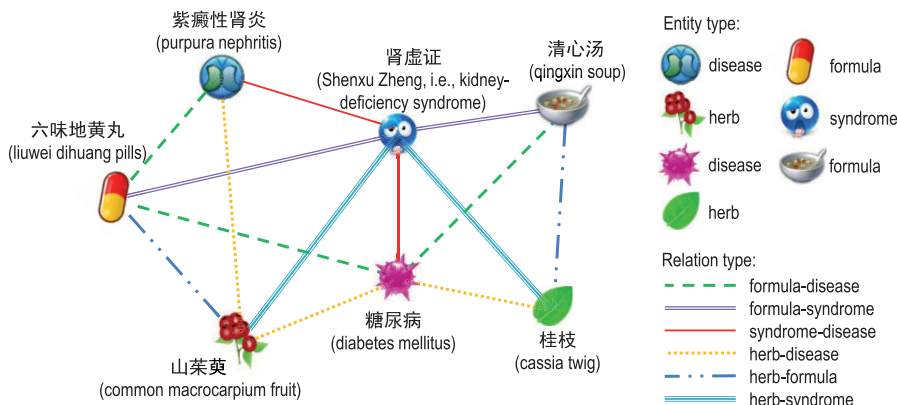 紫癜性肾炎
(purpura nephritis)
肾虚证
(Shenxu Zheng, i.e., kidney-
deficiency syndrome)
清心汤
(qingxin soup)
六味地黄丸
(liuwei dihuang pills)
糖尿病
(diabetes mellitus)
桂枝
(cassia twig)
山茱萸
(common macrocarpium fruit)
Entity type:
disease
formula
herb
syndrome
disease
formula
herb
Relation type:
formula-disease
formula-syndrome
syndrome-disease
herb-disease
herb-formula
herb-syndrome